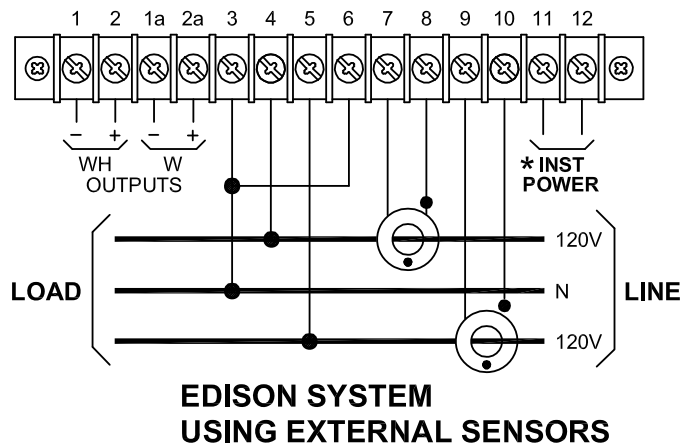 1 2 1a 2a 3 4 5 6 7 8 9 10 11 12
− + − +
WH W
OUTPUTS
* INST
POWER
120V
LOAD N LINE
120V
EDISON SYSTEM
USING EXTERNAL SENSORS